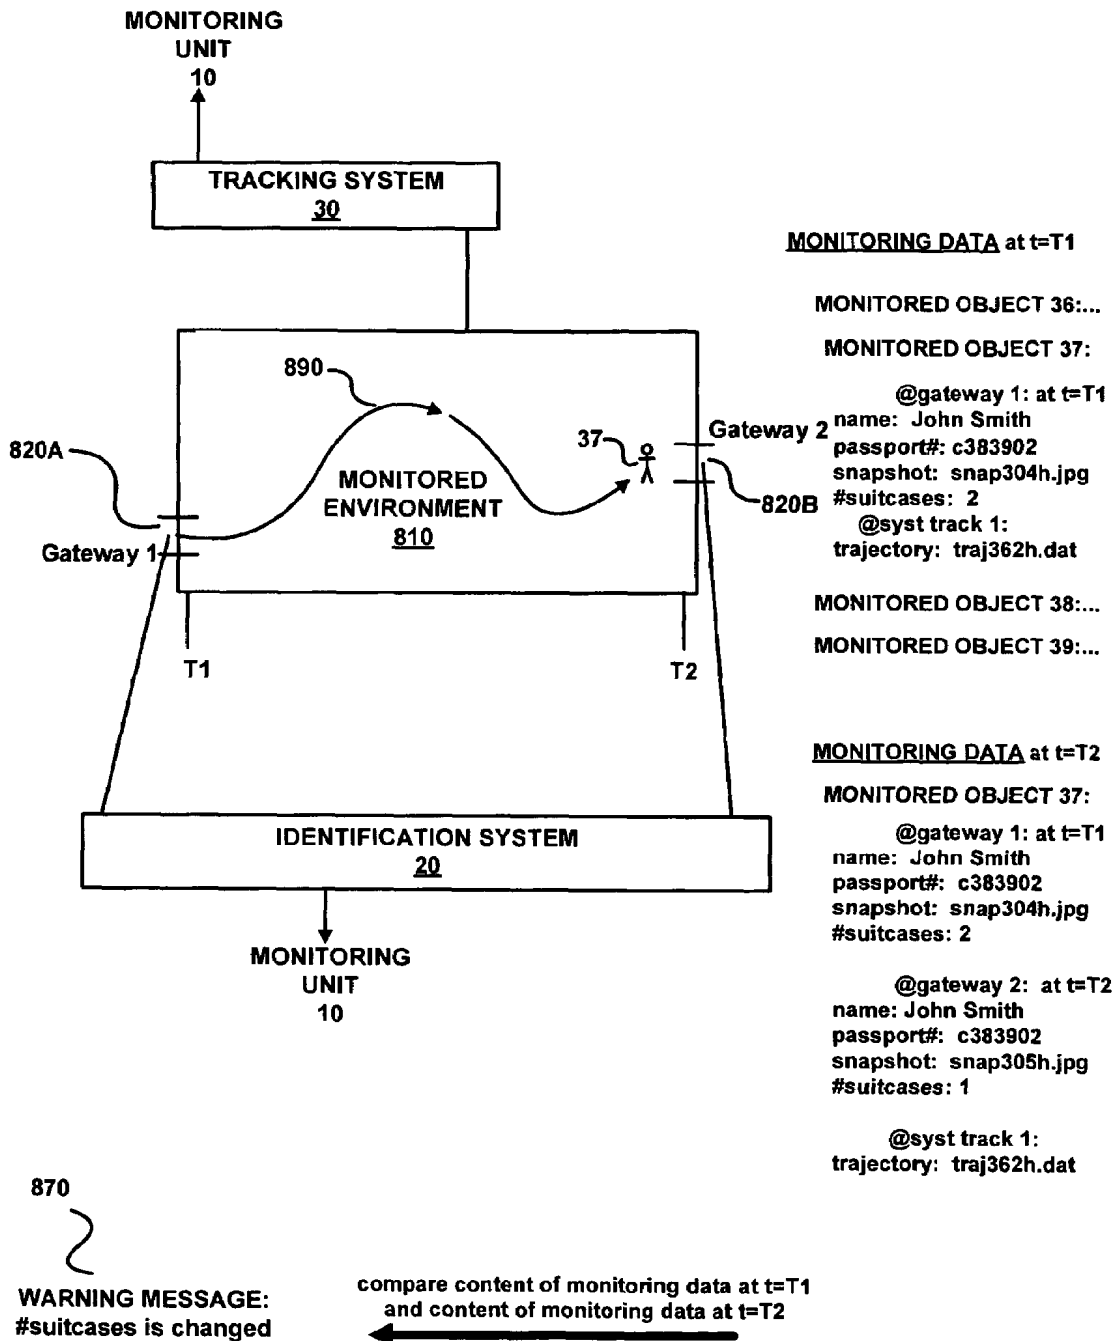 MONITORING
UNIT
10
TRACKING SYSTEM
30
MONITORING DATA at t=T1
MONITORED OBJECT 36:...
MONITORED OBJECT 37:
@gateway 1: at t=T1
name: John Smith
passport#: c383902
snapshot: snap304h.jpg
#suitcases: 2
@syst track 1:
trajectory: traj362h.dat
MONITORED OBJECT 38:...
MONITORED OBJECT 39:...
890
820A
37
Gateway 2
MONITORED
ENVIRONMENT
810
820B
Gateway 1
T1
T2
MONITORING DATA at t=T2
MONITORED OBJECT 37:
@gateway 1: at t=T1
name: John Smith
passport#: c383902
snapshot: snap304h.jpg
#suitcases: 2
@gateway 2: at t=T2
name: John Smith
passport#: c383902
snapshot: snap305h.jpg
#suitcases: 1
@syst track 1:
trajectory: traj362h.dat
IDENTIFICATION SYSTEM
20
MONITORING
UNIT
10
870
WARNING MESSAGE:
#suitcases is changed
compare content of monitoring data at t=T1
and content of monitoring data at t=T2